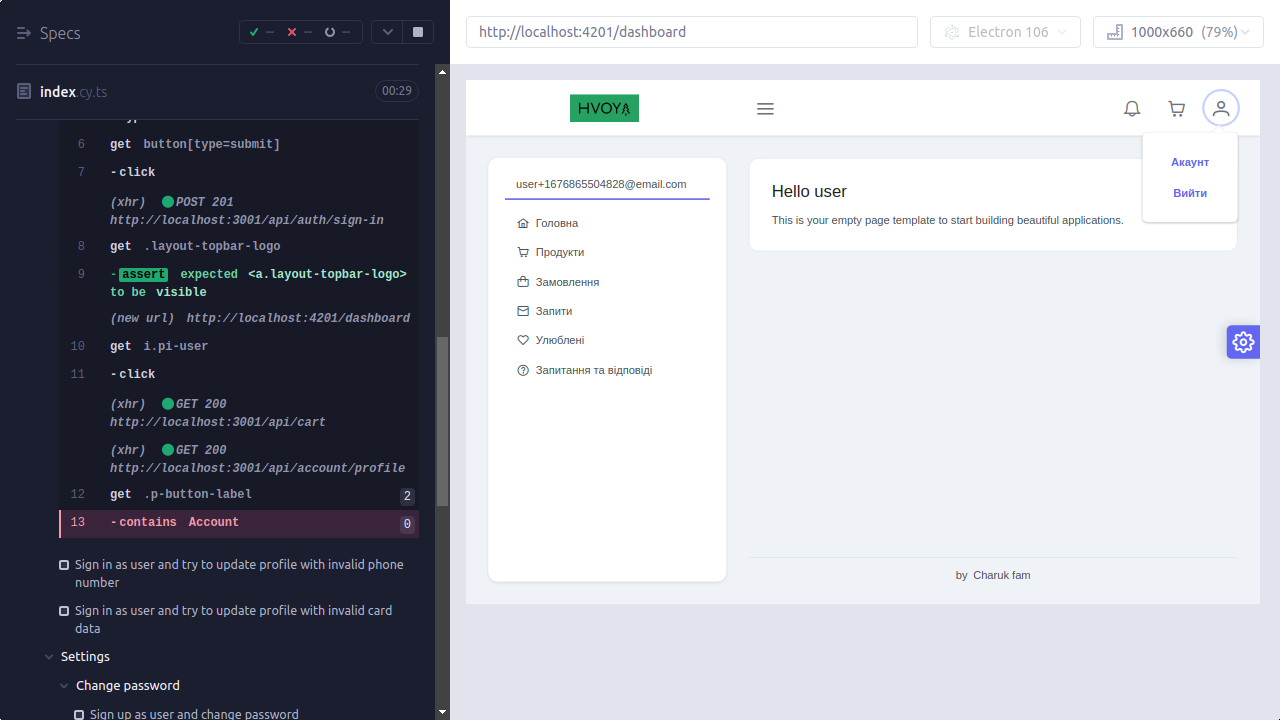 Specs
-- -- --
index.cy.ts 00:29
6 get button[type=submit]
7 -click
(xhr) POST 201
http://localhost:3001/api/auth/sign-in
8 get .layout-topbar-logo
9 -assert expected <a.layout-topbar-logo>
to be visible
(new url) http://localhost:4201/dashboard
10 get i.pi-user
11 -click
(xhr) GET 200
http://localhost:3001/api/cart
(xhr) GET 200
http://localhost:3001/api/account/profile
12 get .p-button-label 2
13 -contains Account 0
Sign in as user and try to update profile with invalid phone
number
Sign in as user and try to update profile with invalid card
data
Settings
Change password
Sign up as user and change password
http://localhost:4201/dashboard
Electron 106
1000x660 (79%)
HVOYA
Акаунт
Вийти
user+1676865504828@email.com
Головна
Продукти
Замовлення
Запити
Улюблені
Запитання та відповіді
Hello user
This is your empty page template to start building beautiful applications.
by Charuk fam